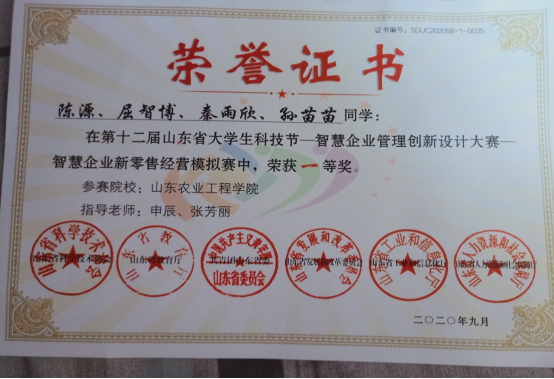 证书编号：SDUC202058-1-0035
荣誉证书
陈源、屈智博、秦雨欣、孙苗苗同学：
在第十二届山东省大学生科技节—智慧企业管理创新设计大赛—
智慧企业新零售经营模拟赛中，荣获一等奖。
参赛院校：山东农业工程学院
指导老师：申辰、张芳丽
山东省科学技术协会
山东省教育厅
山东省委员会
山东省发展和改革委员会
山东省工业和信息化厅
山东省人力资源和社会保障厅
二〇二〇年九月